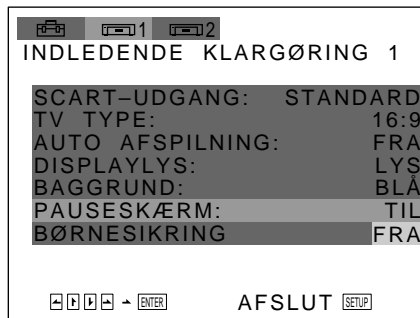 1 2
INDLEDENDE KLARGØRING 1
SCART–UDGANG: STANDARD
TV TYPE: 16:9
AUTO AFSPILNING: FRA
DISPLAYLYS: LYS
BAGGRUND: BLÅ
PAUSESKÆRM: TIL
BØRNESIKRING FRA
ENTER AFSLUT SETUP